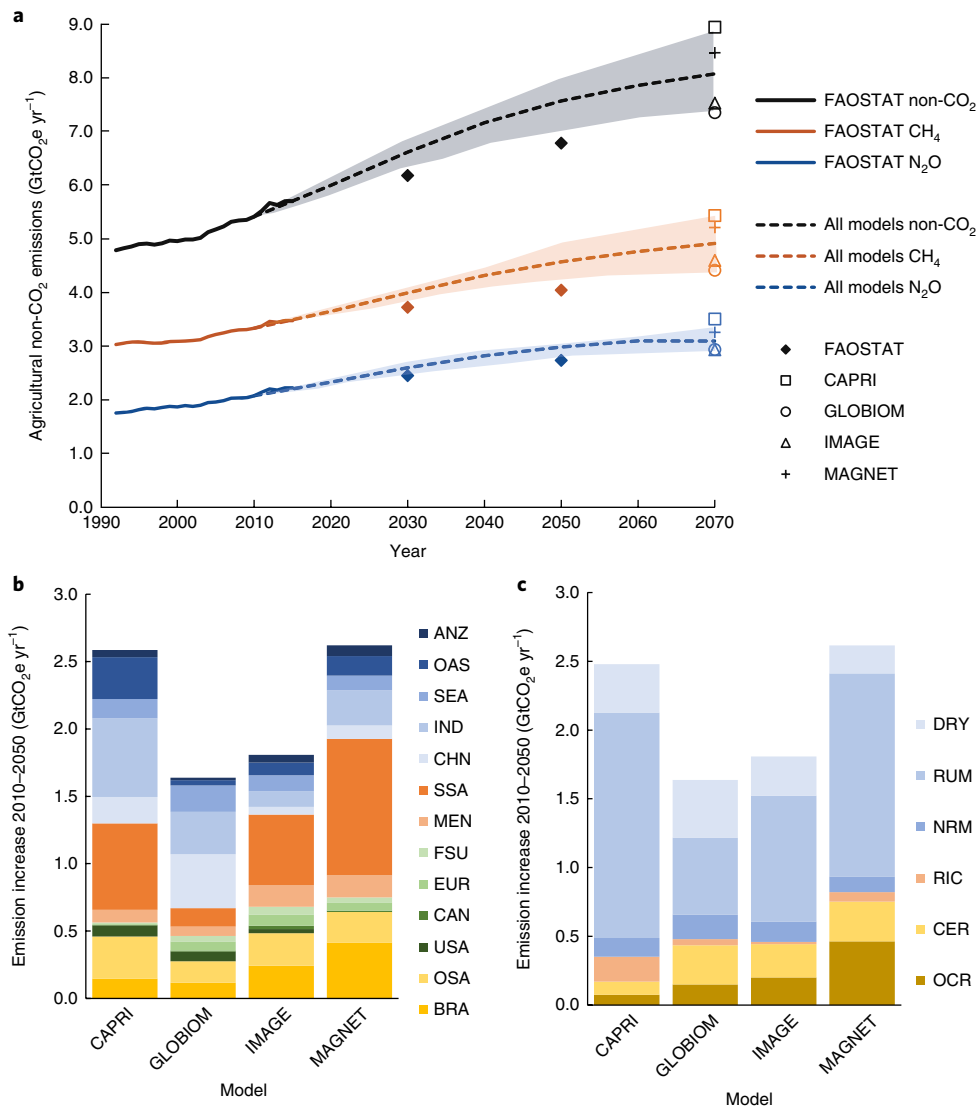 a
Agricultural non-CO₂ emissions (GtCO₂e yr⁻¹)
9.0
8.0
7.0
6.0
5.0
4.0
3.0
2.0
1.0
0.0
1990 2000 2010 2020 2030 2040 2050 2060 2070
Year
FAOSTAT non-CO₂
FAOSTAT CH₄
FAOSTAT N₂O
All models non-CO₂
All models CH₄
All models N₂O
FAOSTAT
CAPRI
GLOBIOM
IMAGE
MAGNET
b
Emission increase 2010–2050 (GtCO₂e yr⁻¹)
3.0
2.5
2.0
1.5
1.0
0.5
0.0
CAPRI GLOBIOM IMAGE MAGNET
Model
ANZ
OAS
SEA
IND
CHN
SSA
MEN
FSU
EUR
CAN
USA
OSA
BRA
c
Emission increase 2010–2050 (GtCO₂e yr⁻¹)
3.0
2.5
2.0
1.5
1.0
0.5
0.0
CAPRI GLOBIOM IMAGE MAGNET
Model
DRY
RUM
NRM
RIC
CER
OCR